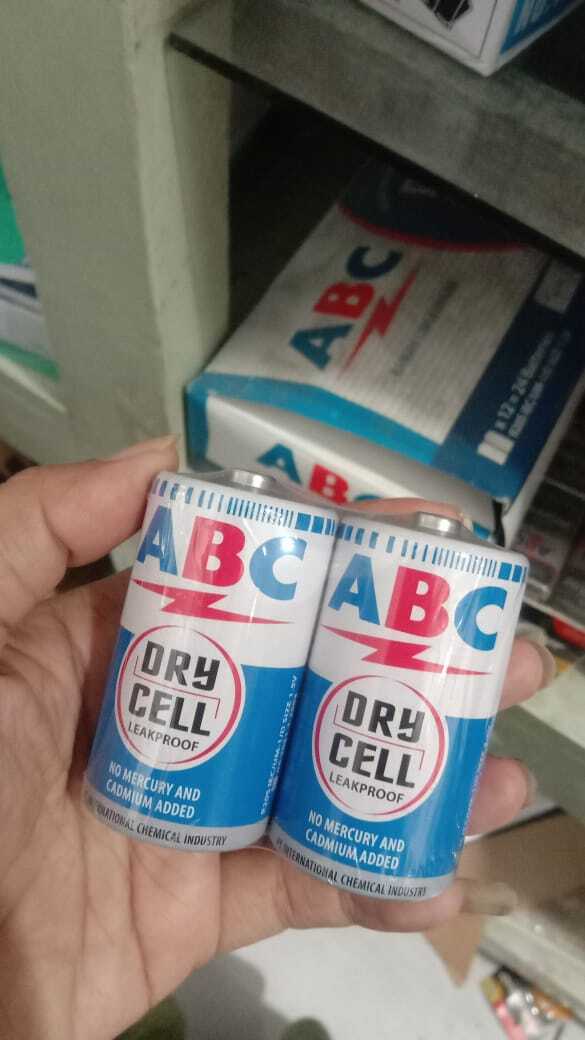 ABC
ABC
ABC
DRY
CELL
LEAKPROOF
NO MERCURY AND
CADMIUM ADDED
INTERNATIONAL CHEMICAL INDUSTRY
ABC
DRY
CELL
LEAKPROOF
NO MERCURY AND
CADMIUM ADDED
PT INTERNATIONAL CHEMICAL INDUSTRY